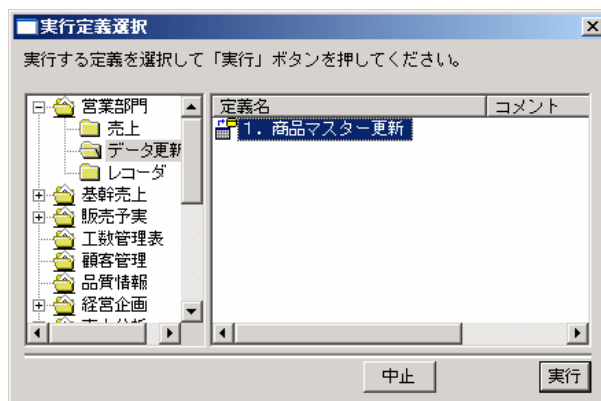 実行定義選択
実行する定義を選択して「実行」ボタンを押してください。
営業部門
売上
データ更新
レコーダ
基幹売上
販売予実
工数管理表
顧客管理
品質情報
経営企画
定義名
コメント
1. 商品マスター更新
中止
実行